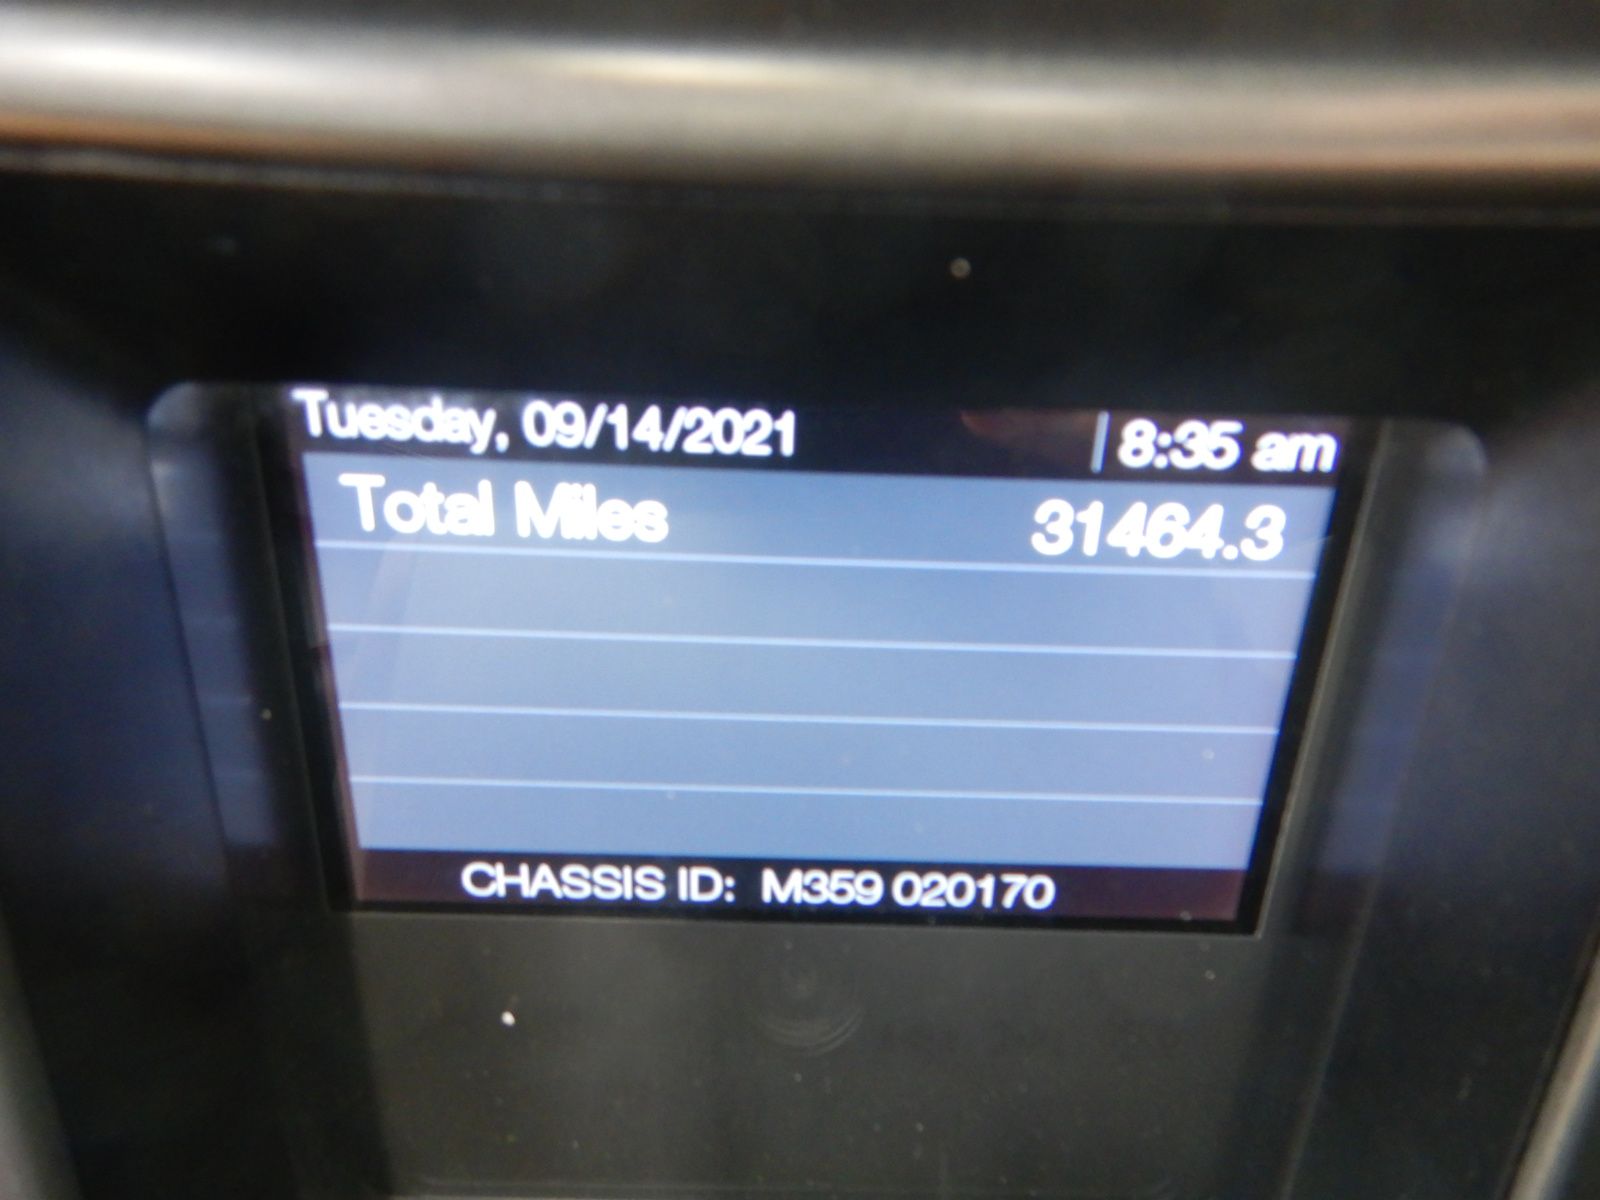 Tuesday, 09/14/2021 8:35 am
Total Miles 31464.3
CHASSIS ID: M359 020170